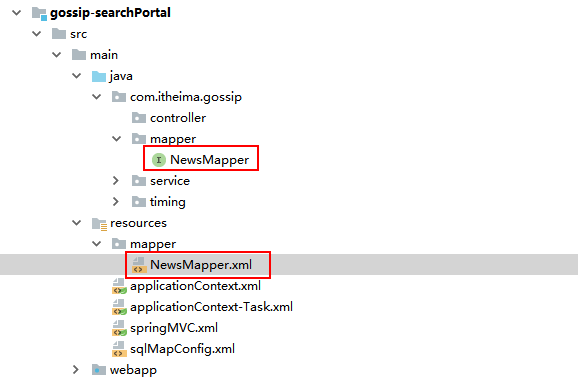 gossip-searchPortal
src
main
java
com.itheima.gossip
controller
mapper
I NewsMapper
service
timing
resources
mapper
NewsMapper.xml
applicationContext.xml
applicationContext-Task.xml
springMVC.xml
sqlMapConfig.xml
webapp